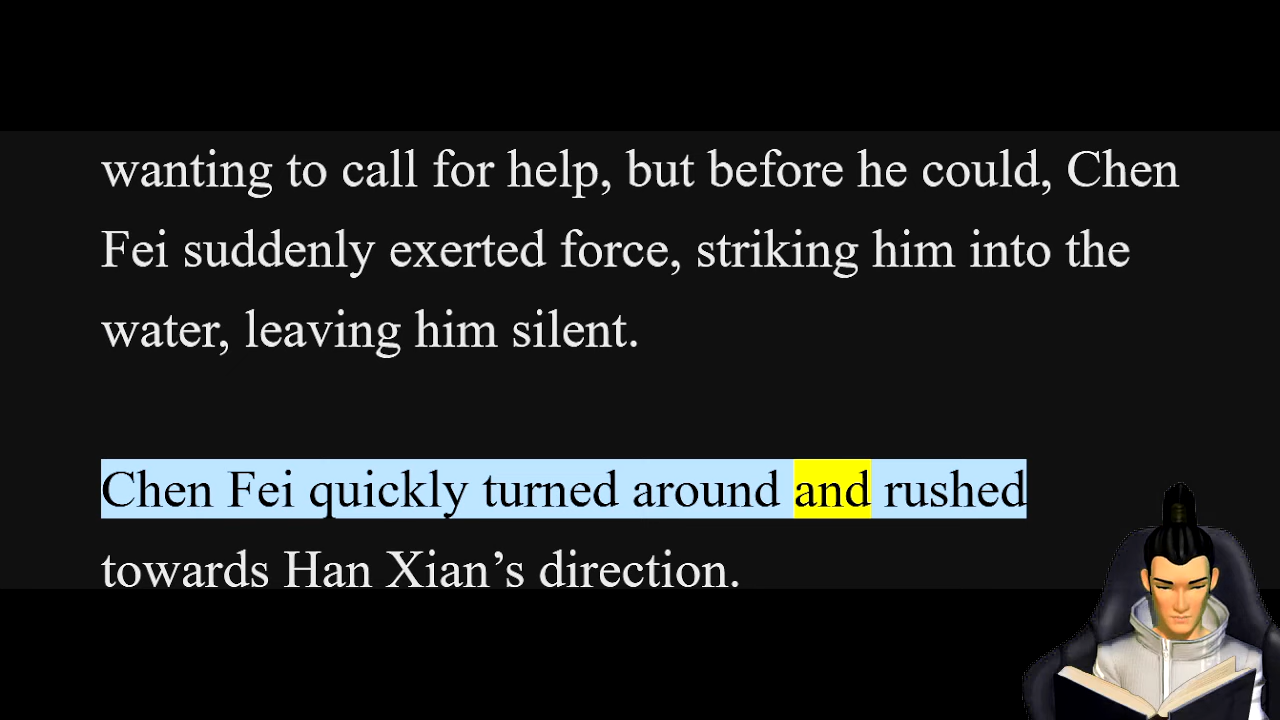 wanting to call for help, but before he could, Chen
Fei suddenly exerted force, striking him into the
water, leaving him silent.
Chen Fei quickly turned around and rushed
towards Han Xian’s direction.